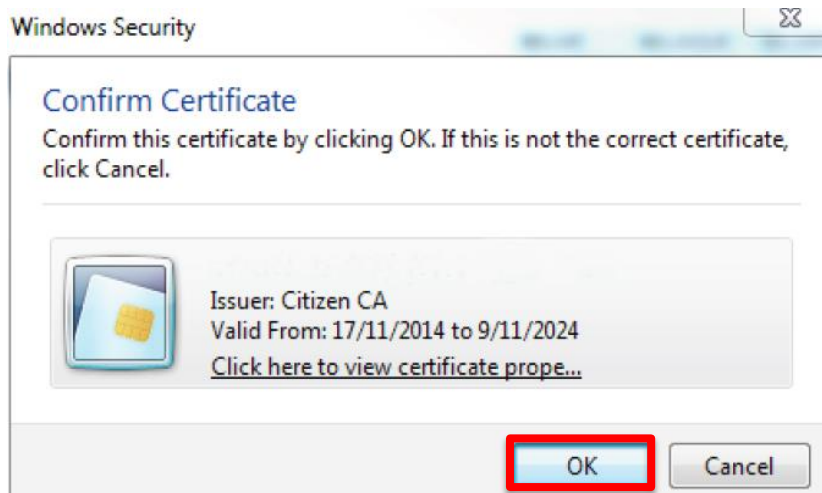 Windows Security
Confirm Certificate
Confirm this certificate by clicking OK. If this is not the correct certificate,
click Cancel.
Issuer: Citizen CA
Valid From: 17/11/2014 to 9/11/2024
Click here to view certificate prope...
OK
Cancel